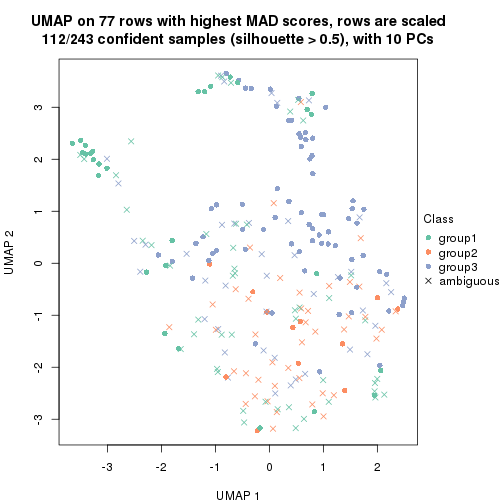 UMAP on 77 rows with highest MAD scores, rows are scaled
112/243 confident samples (silhouette > 0.5), with 10 PCs
UMAP 2
3
2
1
0
-1
-2
-3
-3
-2
-1
0
1
2
UMAP 1
Class
group1
group2
group3
ambiguous